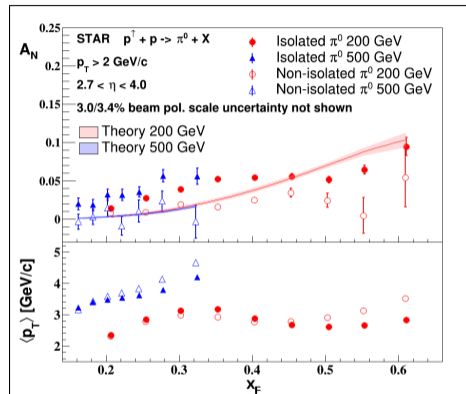 A_N
0.25
0.2
0.15
0.1
0.05
0
STAR p↑ + p -> π⁰ + X
p_T > 2 GeV/c
2.7 < η < 4.0
3.0/3.4% beam pol. scale uncertainty not shown
Isolated π⁰ 200 GeV
Isolated π⁰ 500 GeV
Non-isolated π⁰ 200 GeV
Non-isolated π⁰ 500 GeV
Theory 200 GeV
Theory 500 GeV
⟨p_T⟩ [GeV/c]
5
4
3
2
1
0.2 0.3 0.4 0.5 0.6
x_F